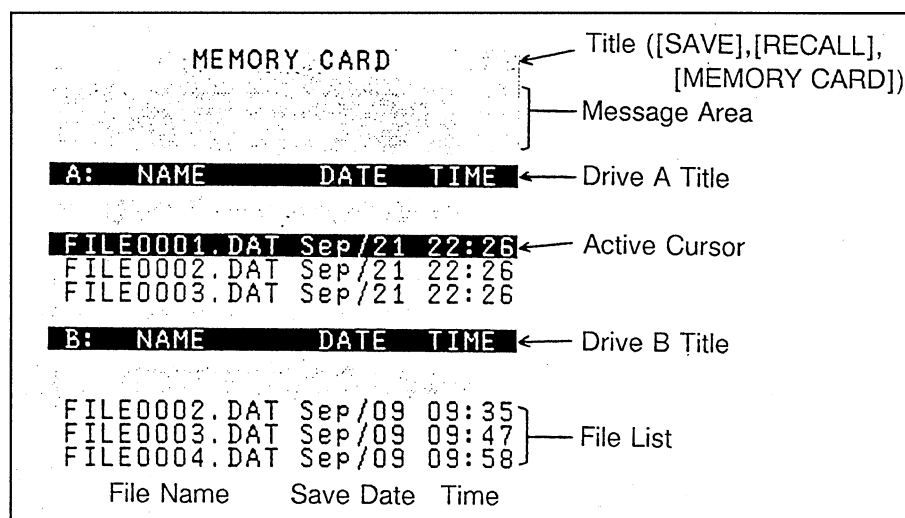 MEMORY CARD
Title ([SAVE],[RECALL],
[MEMORY CARD])
Message Area
A: NAME DATE TIME
Drive A Title
FILE0001.DAT Sep/21 22:26
Active Cursor
FILE0002.DAT Sep/21 22:26
FILE0003.DAT Sep/21 22:26
B: NAME DATE TIME
Drive B Title
FILE0002.DAT Sep/09 09:35
FILE0003.DAT Sep/09 09:47
File List
FILE0004.DAT Sep/09 09:58
File Name Save Date Time